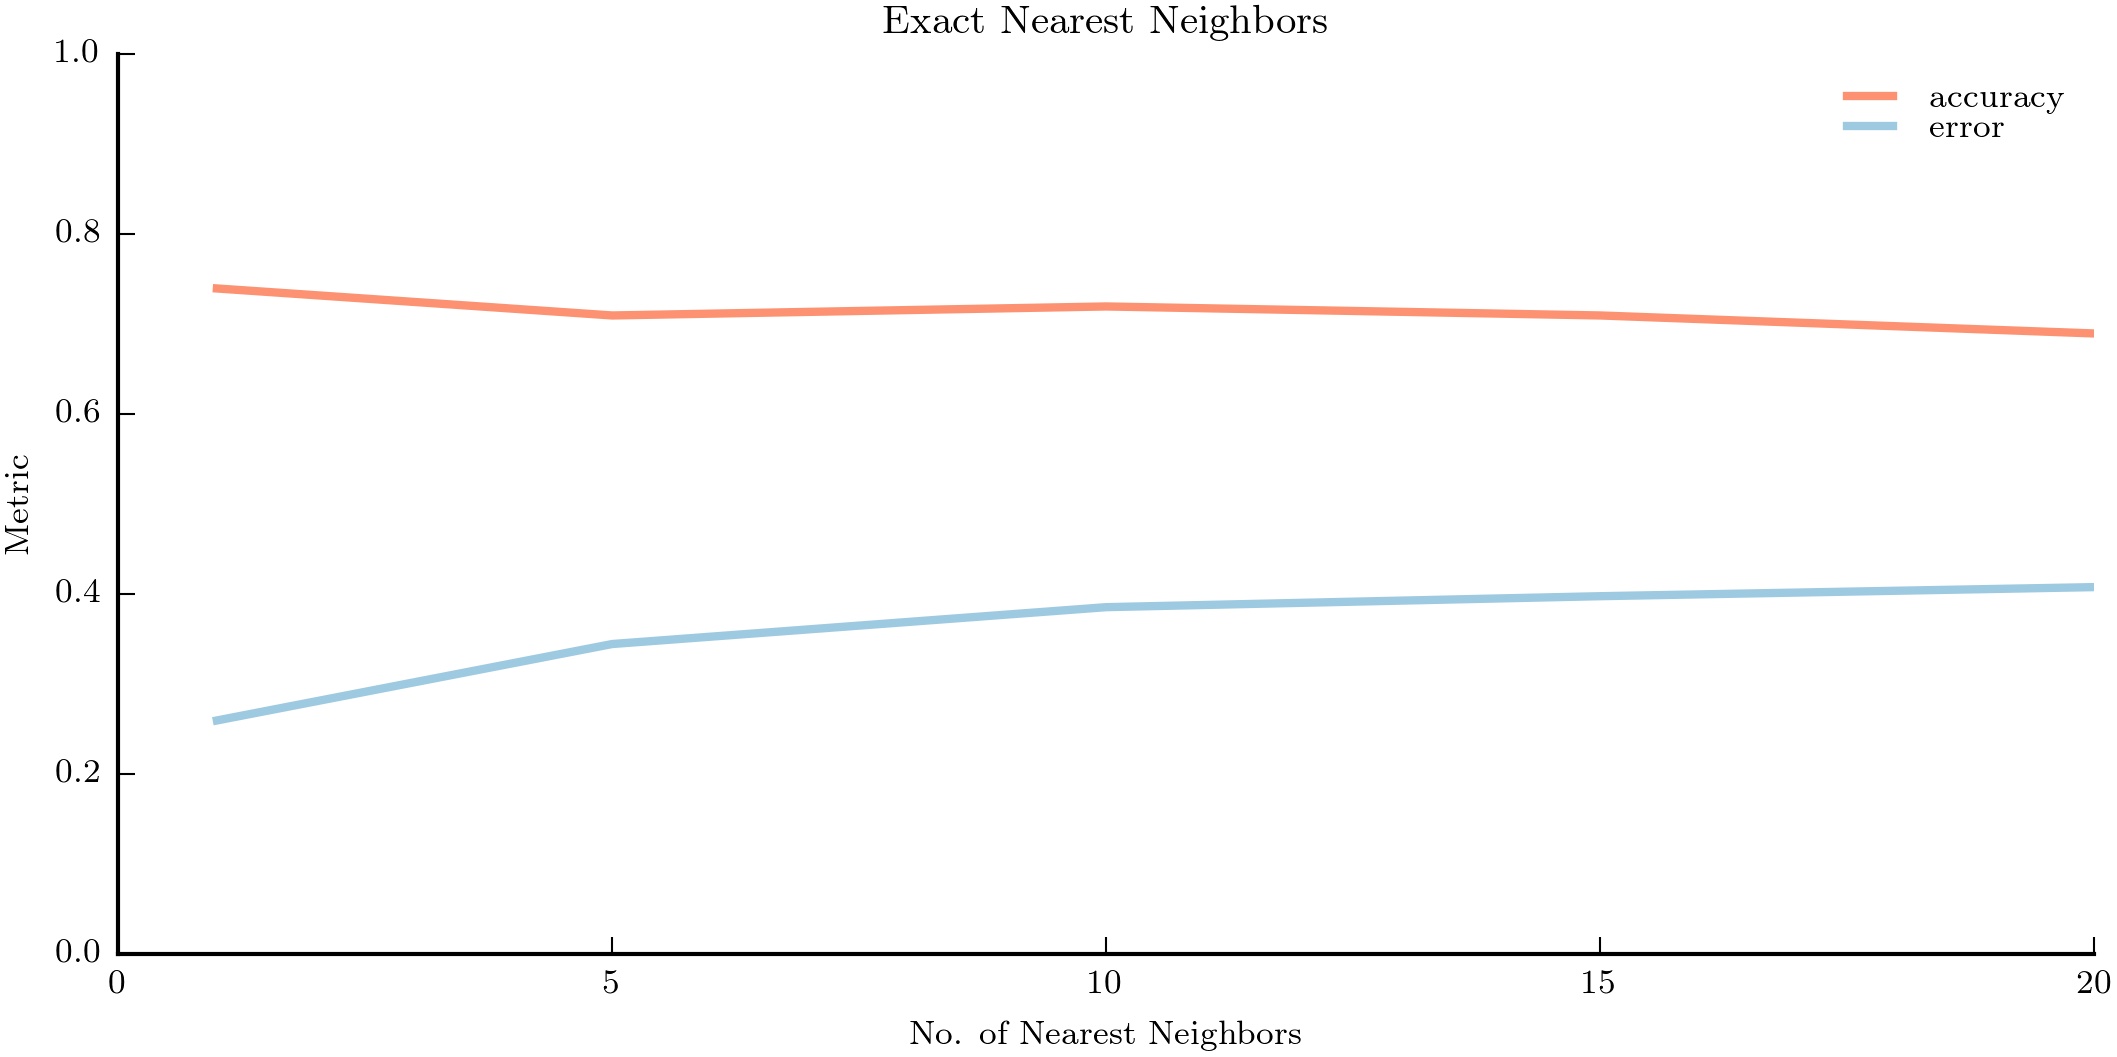 Exact Nearest Neighbors
1.0
accuracy
error
0.8
0.6
Metric
0.4
0.2
0.0
0 5 10 15 20
No. of Nearest Neighbors